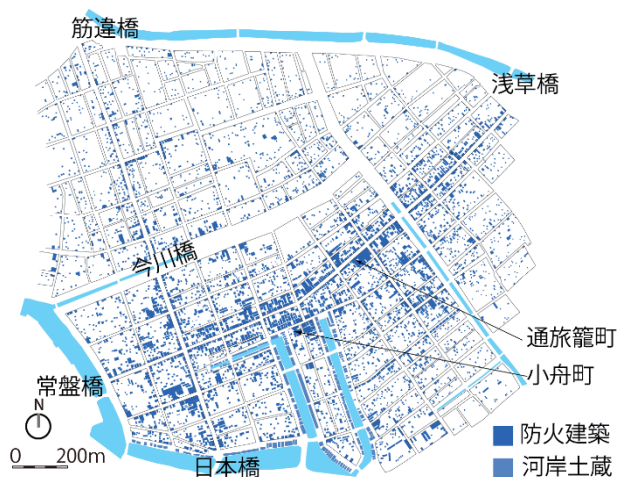 筋違橋
浅草橋
今川橋
通旅籠町
小舟町
常盤橋
N
0 200m
日本橋
防火建築
河岸土蔵